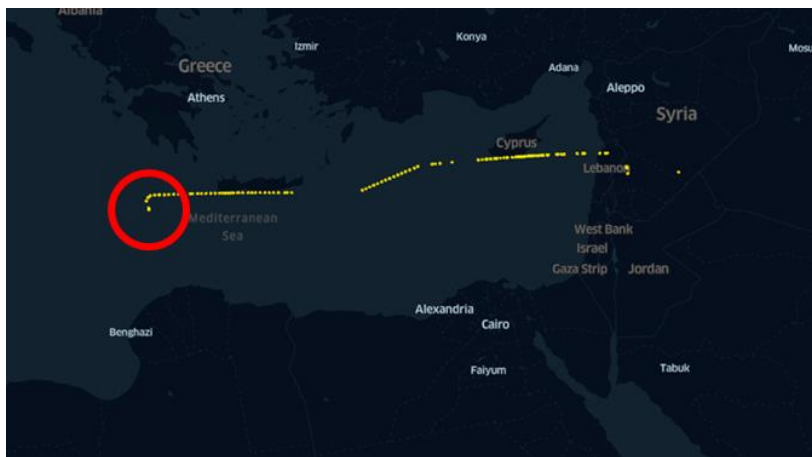 Albania
Konya
Izmir
Mosu
Greece
Adana
Athens
Aleppo
Syria
Cyprus
Lebanon
Mediterranean
Sea
West Bank
Israel
Gaza Strip
Jordan
Alexandria
Cairo
Benghazi
Faiyum
Tabuk